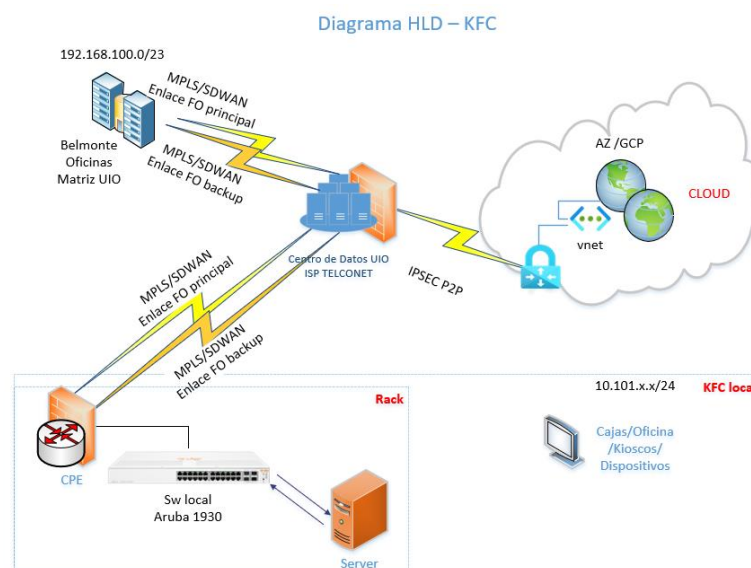 Diagrama HLD – KFC
192.168.100.0/23
MPLS/SDWAN
Enlace FO principal
MPLS/SDWAN
Enlace FO backup
Belmonte
Oficinas
Matriz UIO
AZ /GCP
CLOUD
vnet
Centro de Datos UIO
ISP TELCONET
IPSEC P2P
MPLS/SDWAN
Enlace FO principal
MPLS/SDWAN
Enlace FO backup
Rack
10.101.x.x/24
KFC local
Cajas/Oficina
/Kioscos/
Dispositivos
CPE
Sw local
Aruba 1930
Server